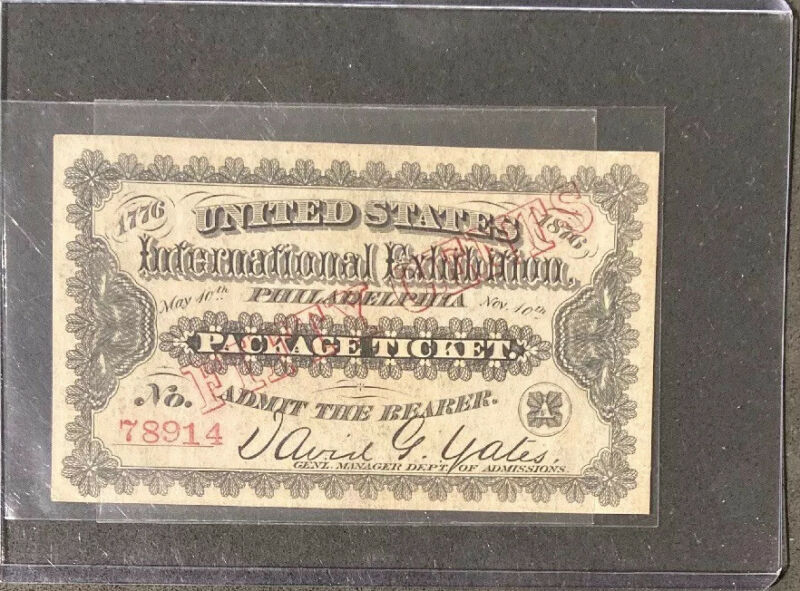 1776 UNITED STATES 1876
International Exhibition,
May 10th PHILADELPHIA Nov. 10th
PACKAGE TICKET.
FIFTY CENTS
No. ADMIT THE BEARER.
78914
David G. Yates.
GENL. MANAGER DEPT. OF ADMISSIONS.